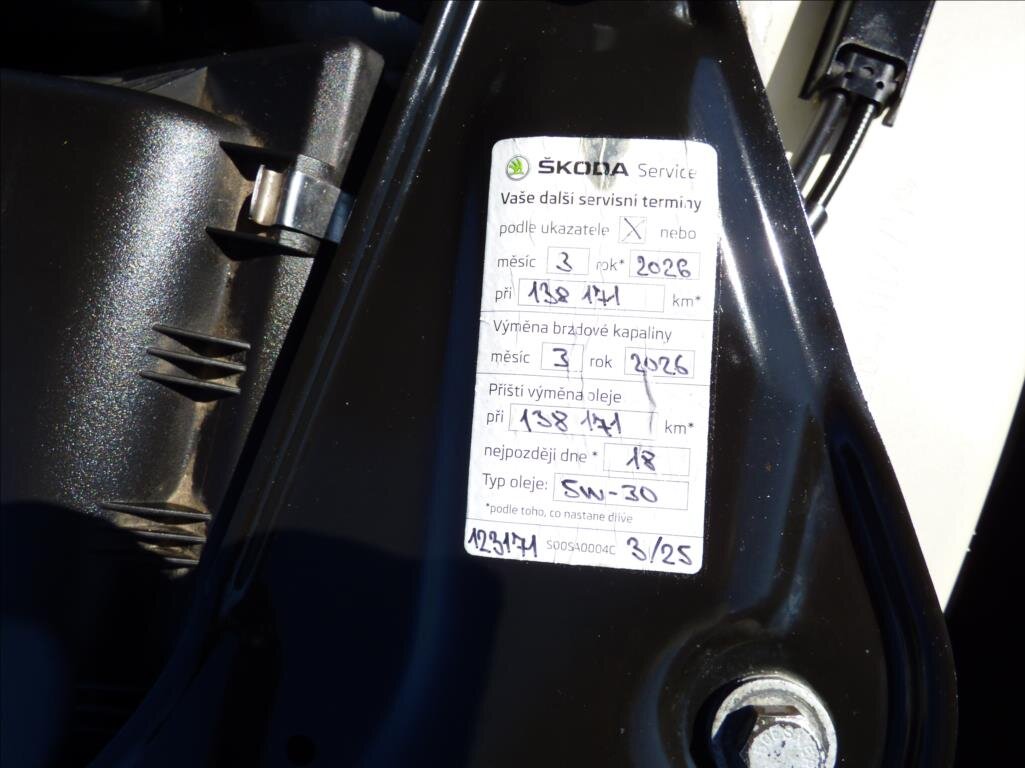 ŠKODA Service
Vaše další servisní termíny
podle ukazatele X nebo
měsíc 3 rok* 2026
při 138 171 km*
Výměna brzdové kapaliny
měsíc 3 rok 2026
Příští výměna oleje
při 138 171 km*
nejpozději dne * 18
Typ oleje: 5W-30
*podle toho, co nastane dříve
123171 S00SA0004C 3/25